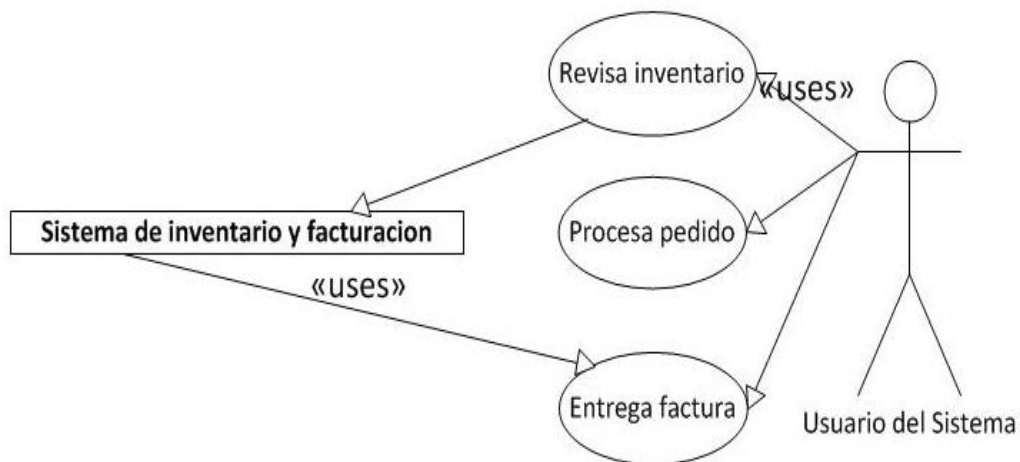 Revisa inventario
«uses»
Sistema de inventario y facturacion
Procesa pedido
«uses»
Entrega factura
Usuario del Sistema